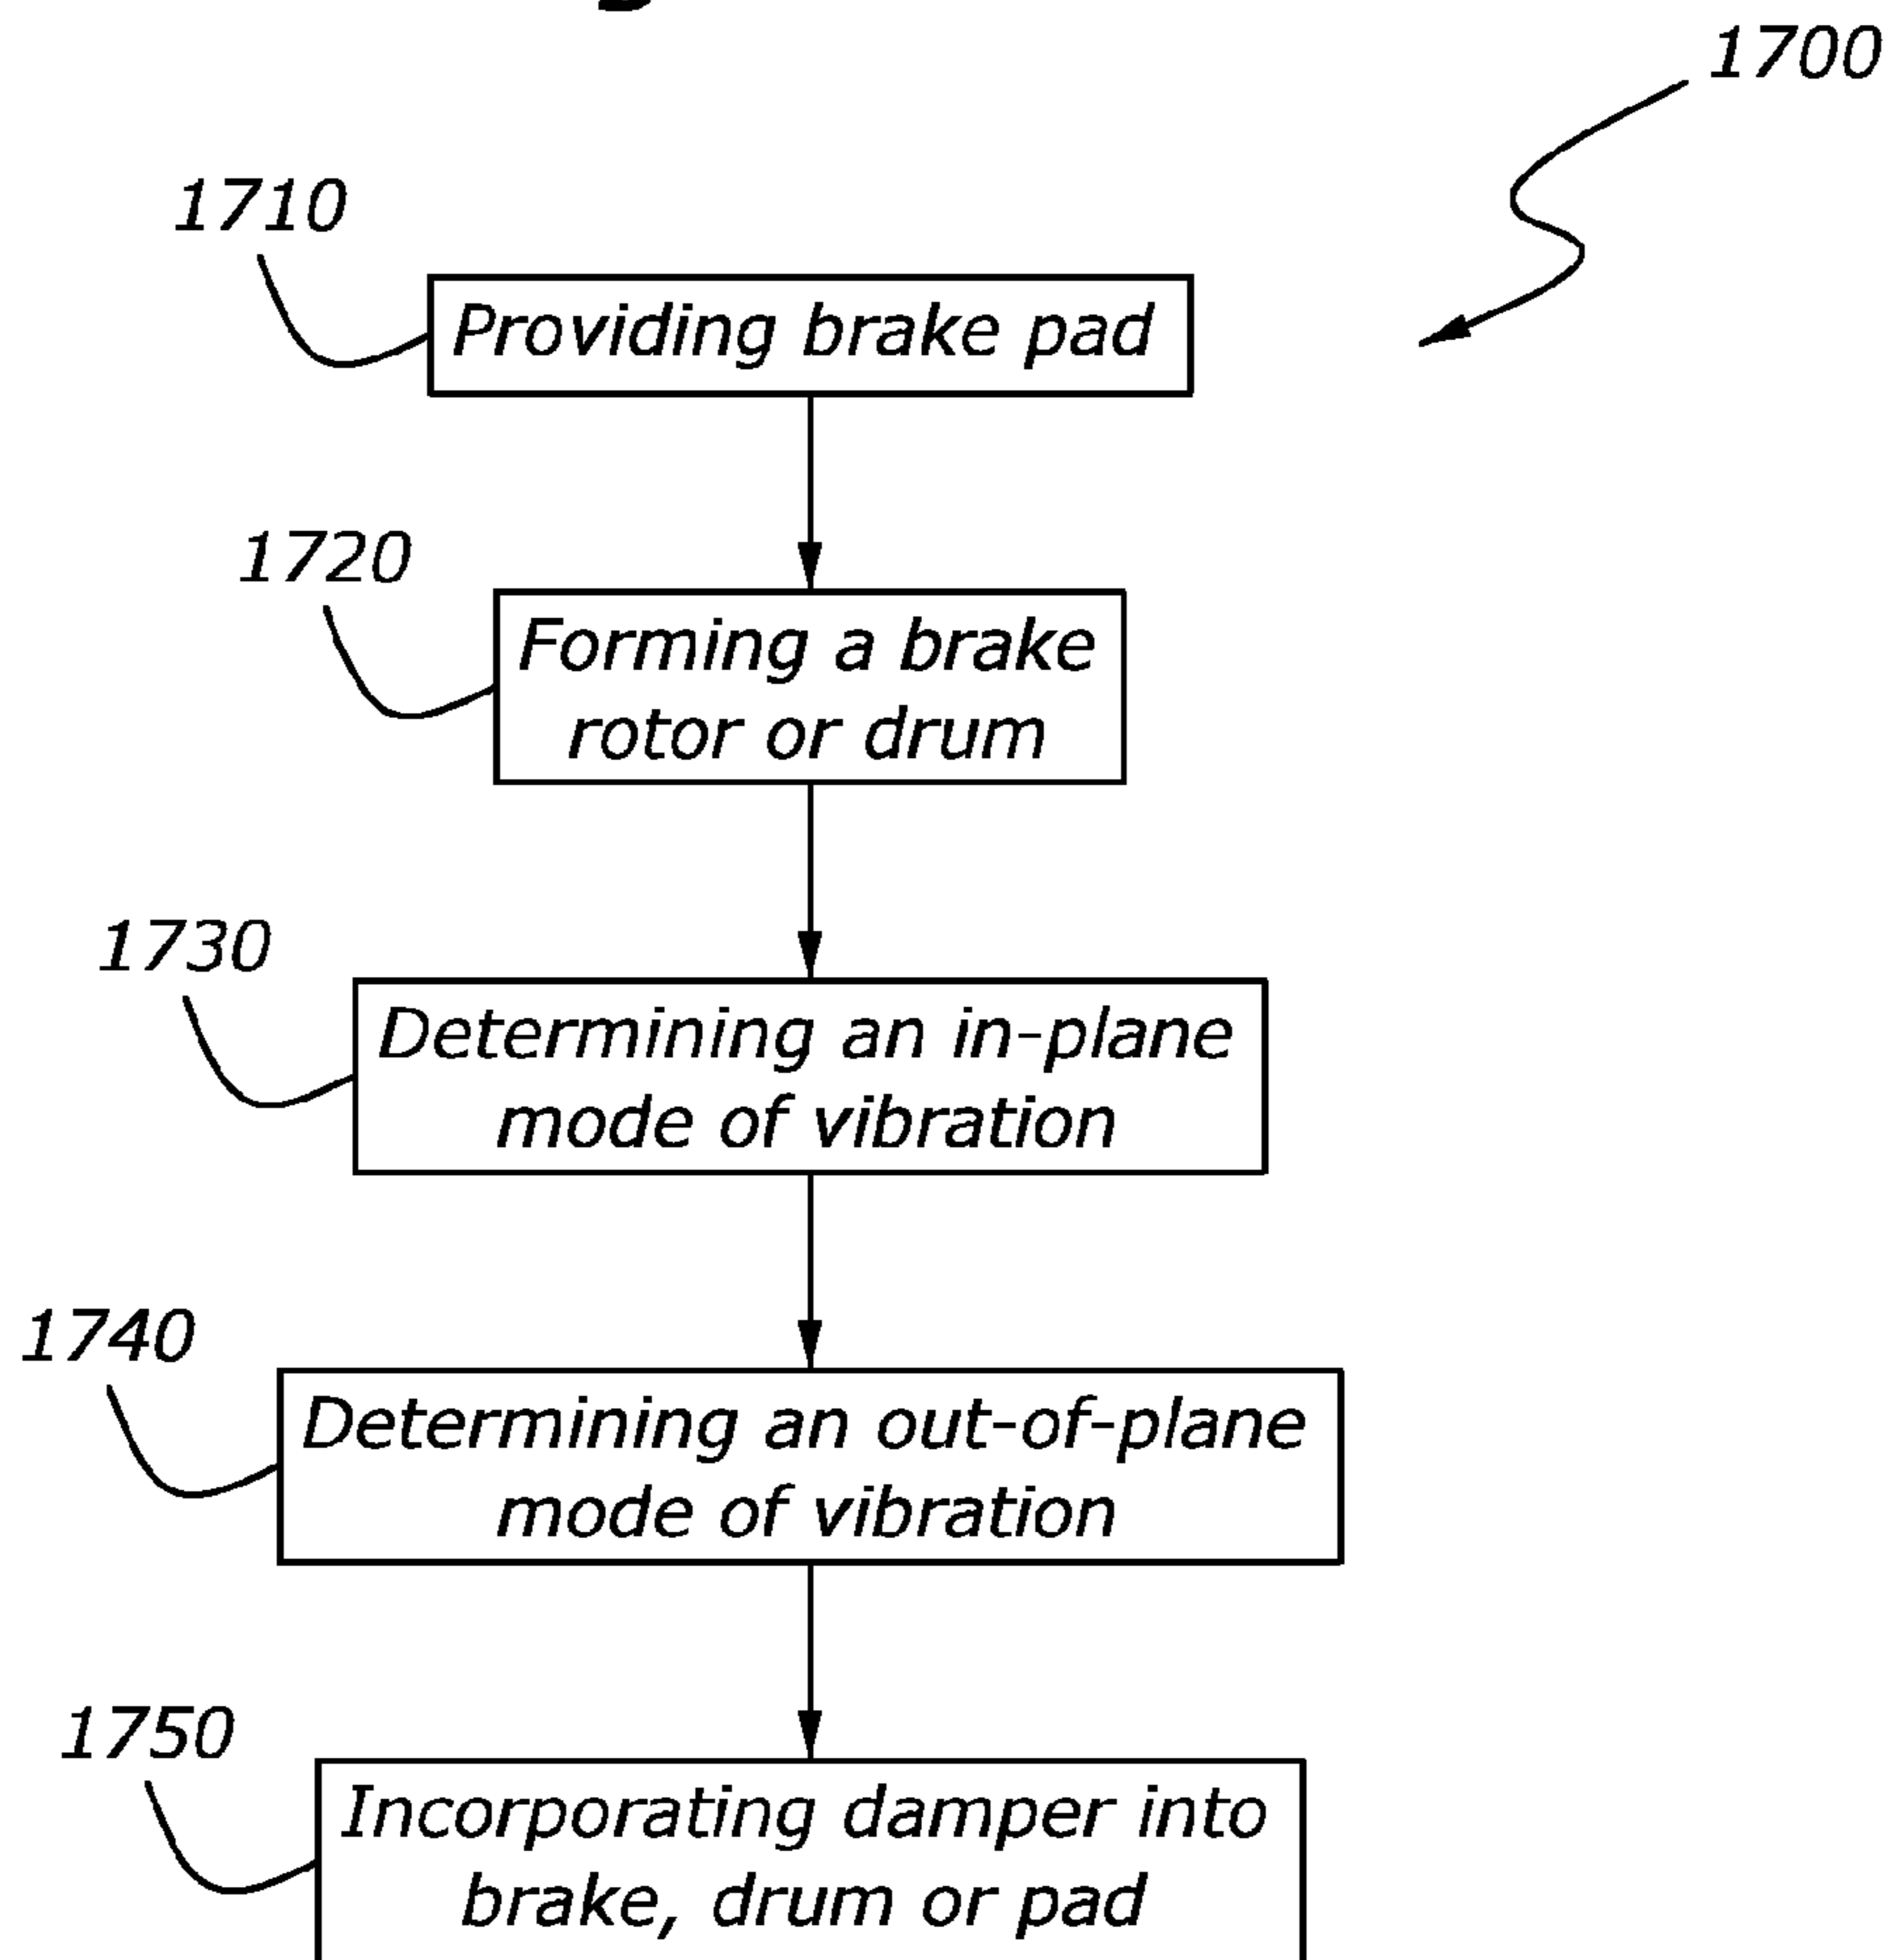 1700
1710
Providing brake pad
1720
Forming a brake
rotor or drum
1730
Determining an in-plane
mode of vibration
1740
Determining an out-of-plane
mode of vibration
1750
Incorporating damper into
brake, drum or pad